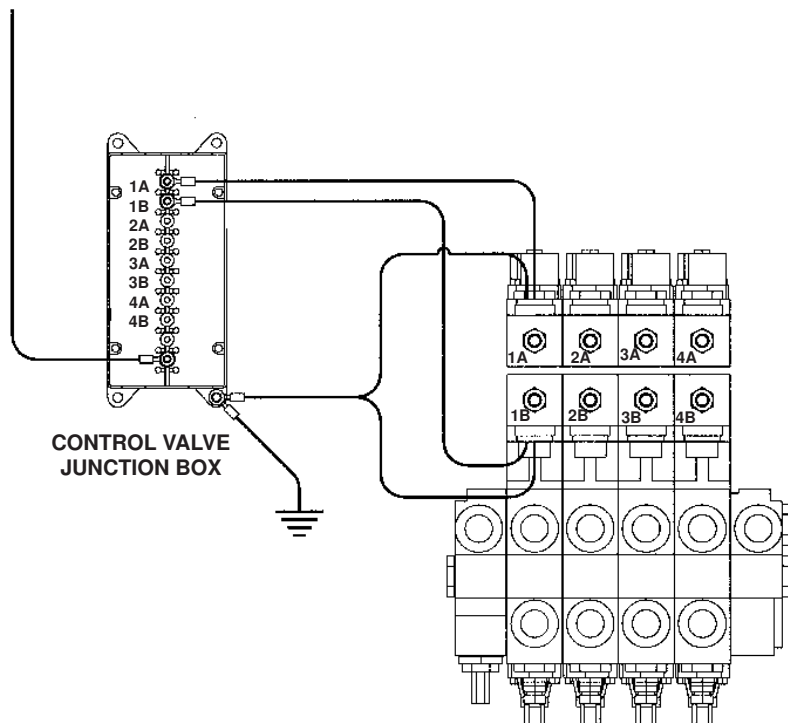 1A
1B
2A
2B
3A
3B
4A
4B
CONTROL VALVE
JUNCTION BOX
1A 2A 3A 4A
1B 2B 3B 4B